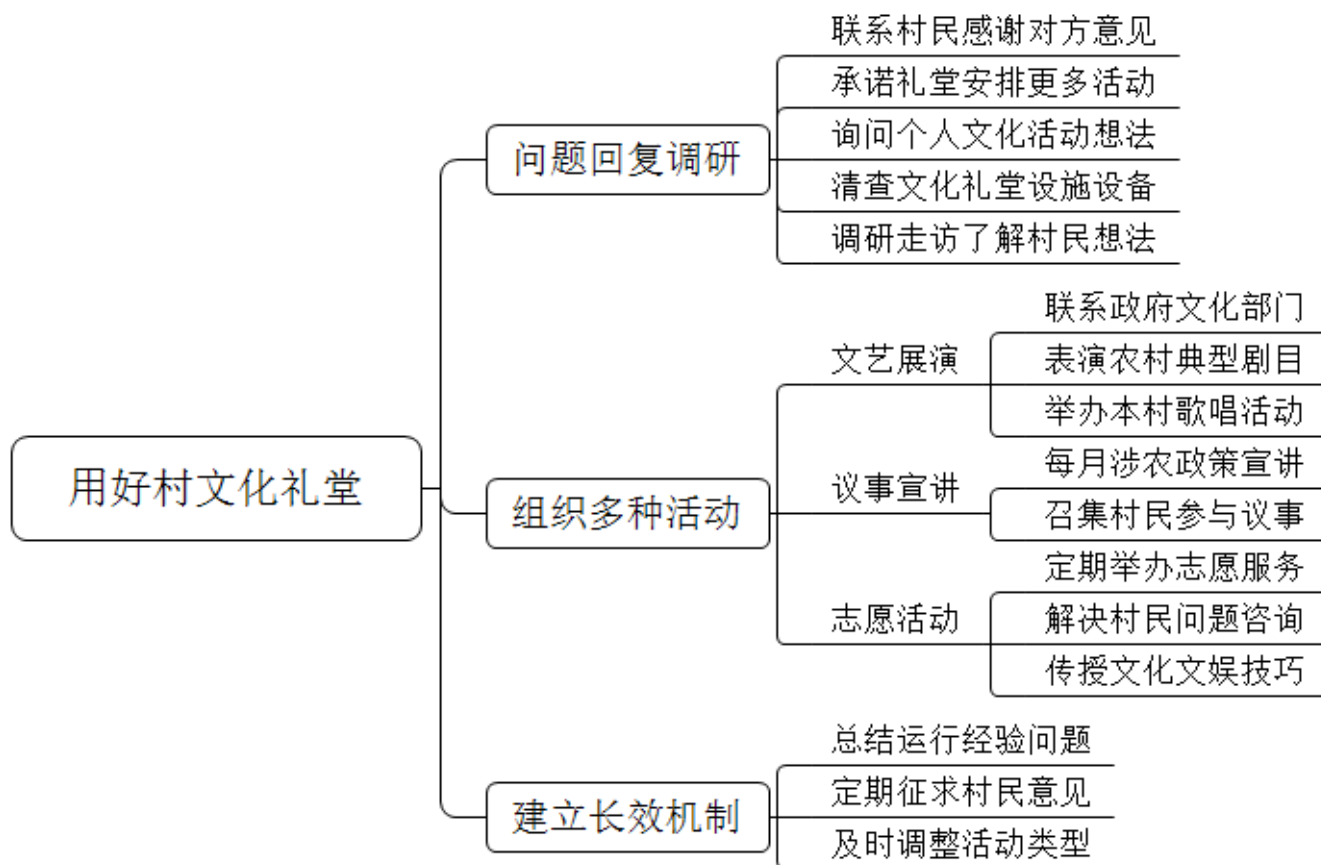 用好村文化礼堂
问题回复调研
联系村民感谢对方意见
承诺礼堂安排更多活动
询问个人文化活动想法
清查文化礼堂设施设备
调研走访了解村民想法
组织多种活动
文艺展演
联系政府文化部门
表演农村典型剧目
举办本村歌唱活动
议事宣讲
每月涉农政策宣讲
召集村民参与议事
志愿活动
定期举办志愿服务
解决村民问题咨询
传授文化文娱技巧
建立长效机制
总结运行经验问题
定期征求村民意见
及时调整活动类型